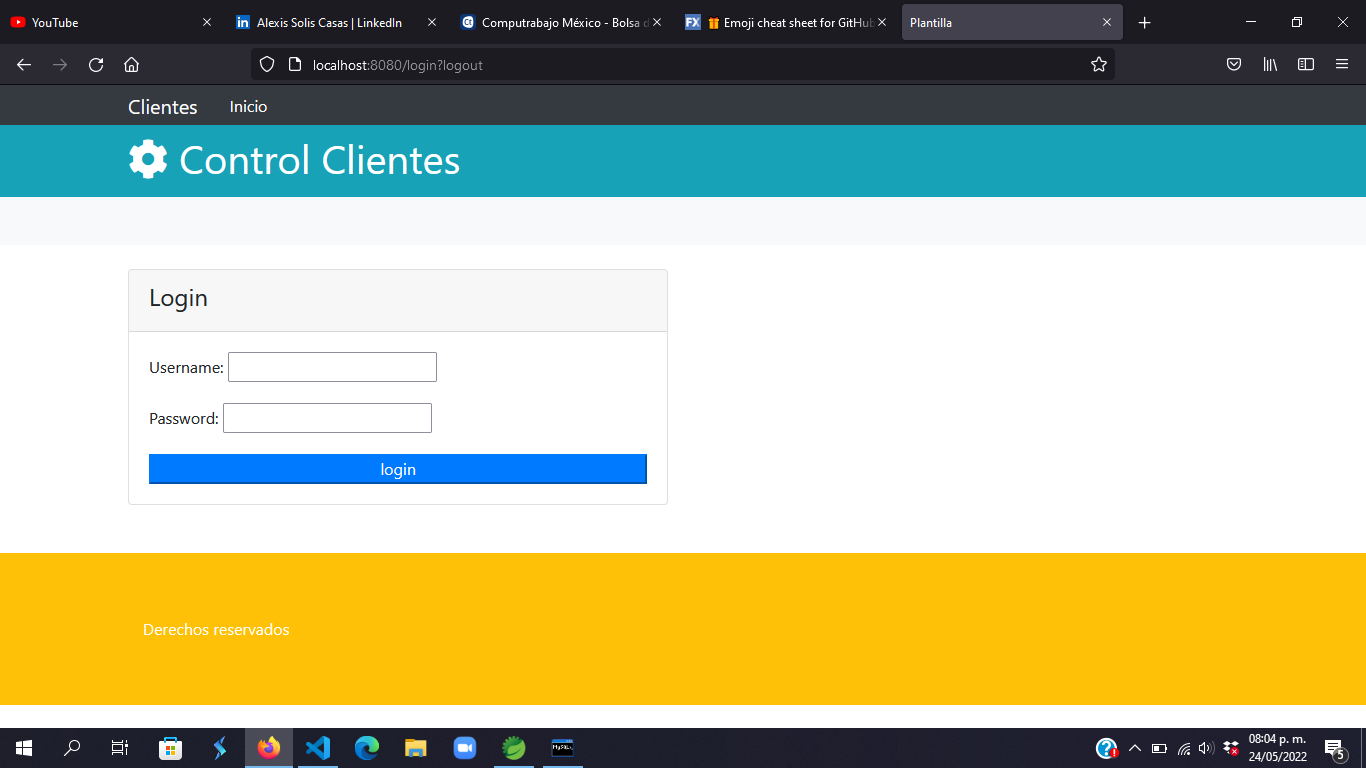 YouTube
Alexis Solis Casas | LinkedIn
Computrabajo México - Bolsa d
Emoji cheat sheet for GitHub
Plantilla
localhost:8080/login?logout
Clientes Inicio
Control Clientes
Login
Username:
Password:
login
Derechos reservados
08:04 p. m.
24/05/2022
5